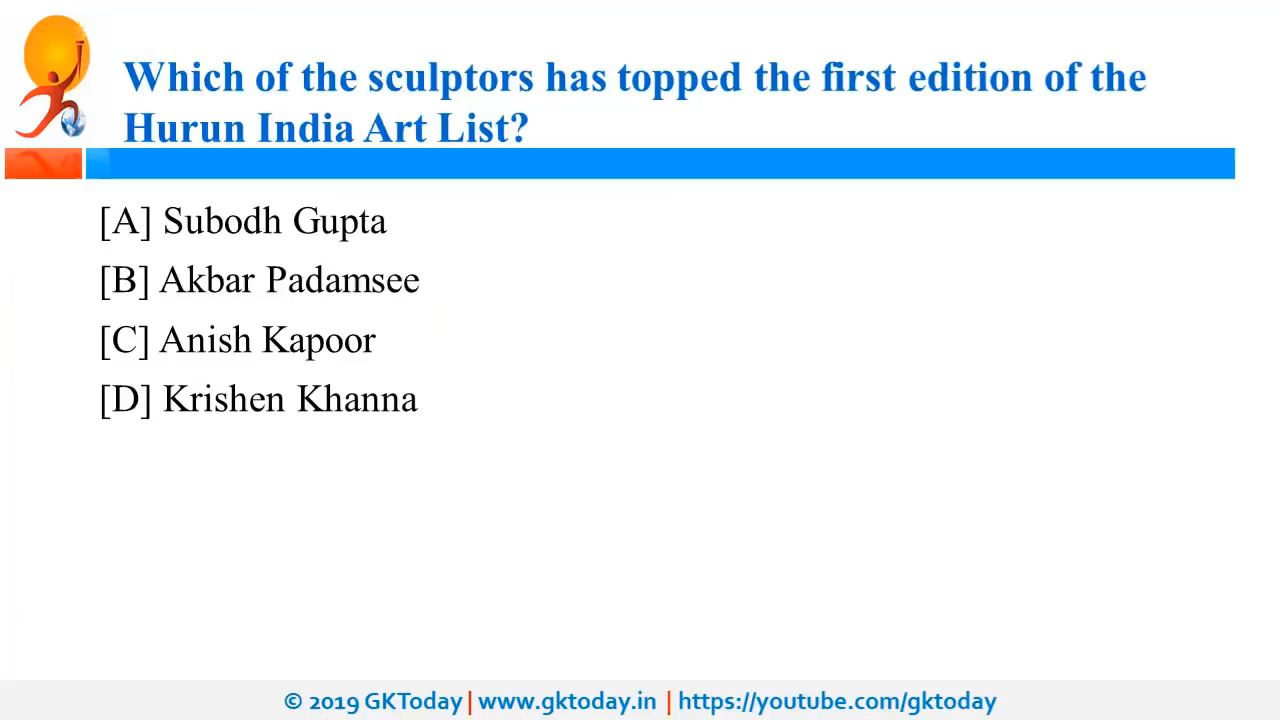 Which of the sculptors has topped the first edition of the
Hurun India Art List?
[A] Subodh Gupta
[B] Akbar Padamsee
[C] Anish Kapoor
[D] Krishen Khanna
© 2019 GKToday | www.gktoday.in | https://youtube.com/gktoday